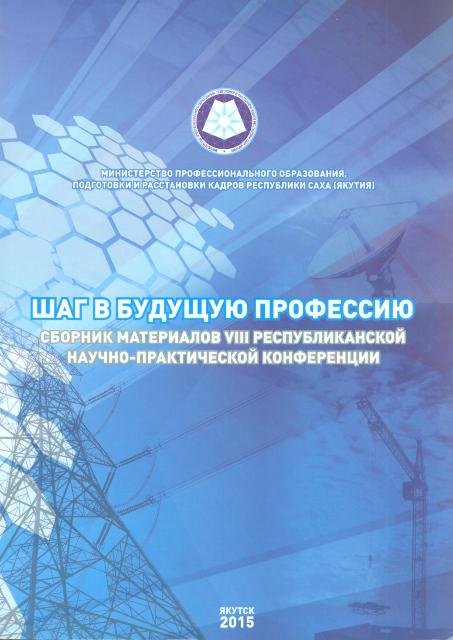 МИНИСТЕРСТВО ПРОФЕССИОНАЛЬНОГО ОБРАЗОВАНИЯ,
ПОДГОТОВКИ И РАССТАНОВКИ КАДРОВ РЕСПУБЛИКИ САХА (ЯКУТИЯ)
ШАГ В БУДУЩУЮ ПРОФЕССИЮ
СБОРНИК МАТЕРИАЛОВ VIII РЕСПУБЛИКАНСКОЙ
НАУЧНО-ПРАКТИЧЕСКОЙ КОНФЕРЕНЦИИ
ЯКУТСК
2015